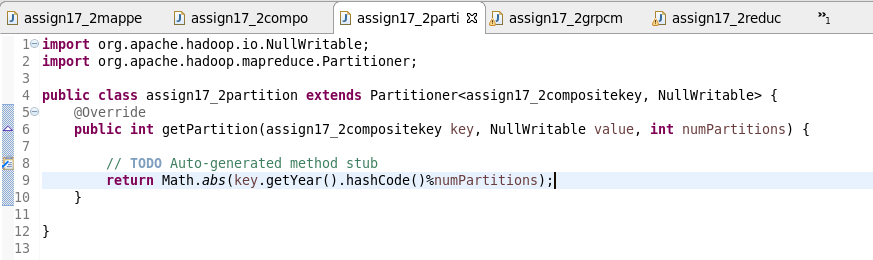 assign17_2mappe assign17_2compo assign17_2parti assign17_2grpcm assign17_2reduc »1
1 import org.apache.hadoop.io.NullWritable;
2 import org.apache.hadoop.mapreduce.Partitioner;
3
4 public class assign17_2partition extends Partitioner<assign17_2compositekey, NullWritable> {
5 @Override
6 public int getPartition(assign17_2compositekey key, NullWritable value, int numPartitions) {
7
8 // TODO Auto-generated method stub
9 return Math.abs(key.getYear().hashCode()%numPartitions);
10 }
11
12 }
13